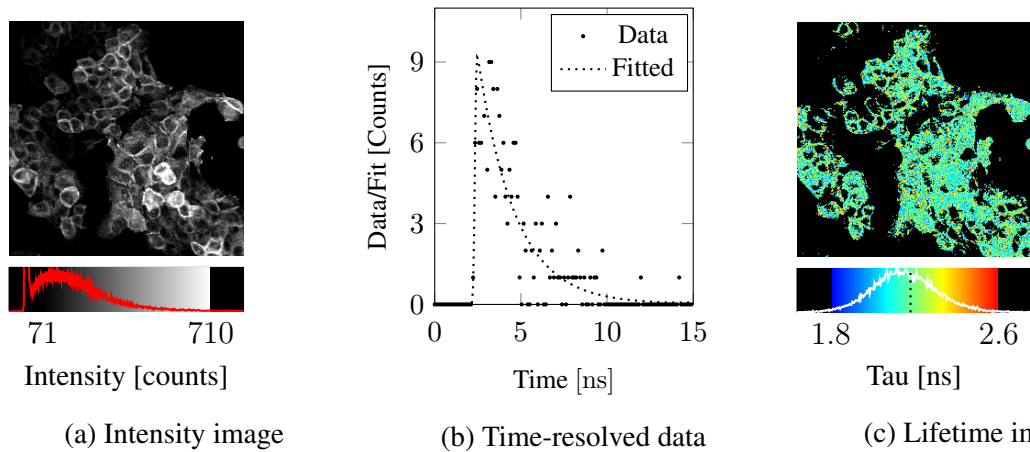 71 710
Intensity [counts]
(a) Intensity image
Data/Fit [Counts]
9
6
3
0
0 5 10 15
Time [ns]
Data
Fitted
(b) Time-resolved data
1.8 2.6
Tau [ns]
(c) Lifetime in